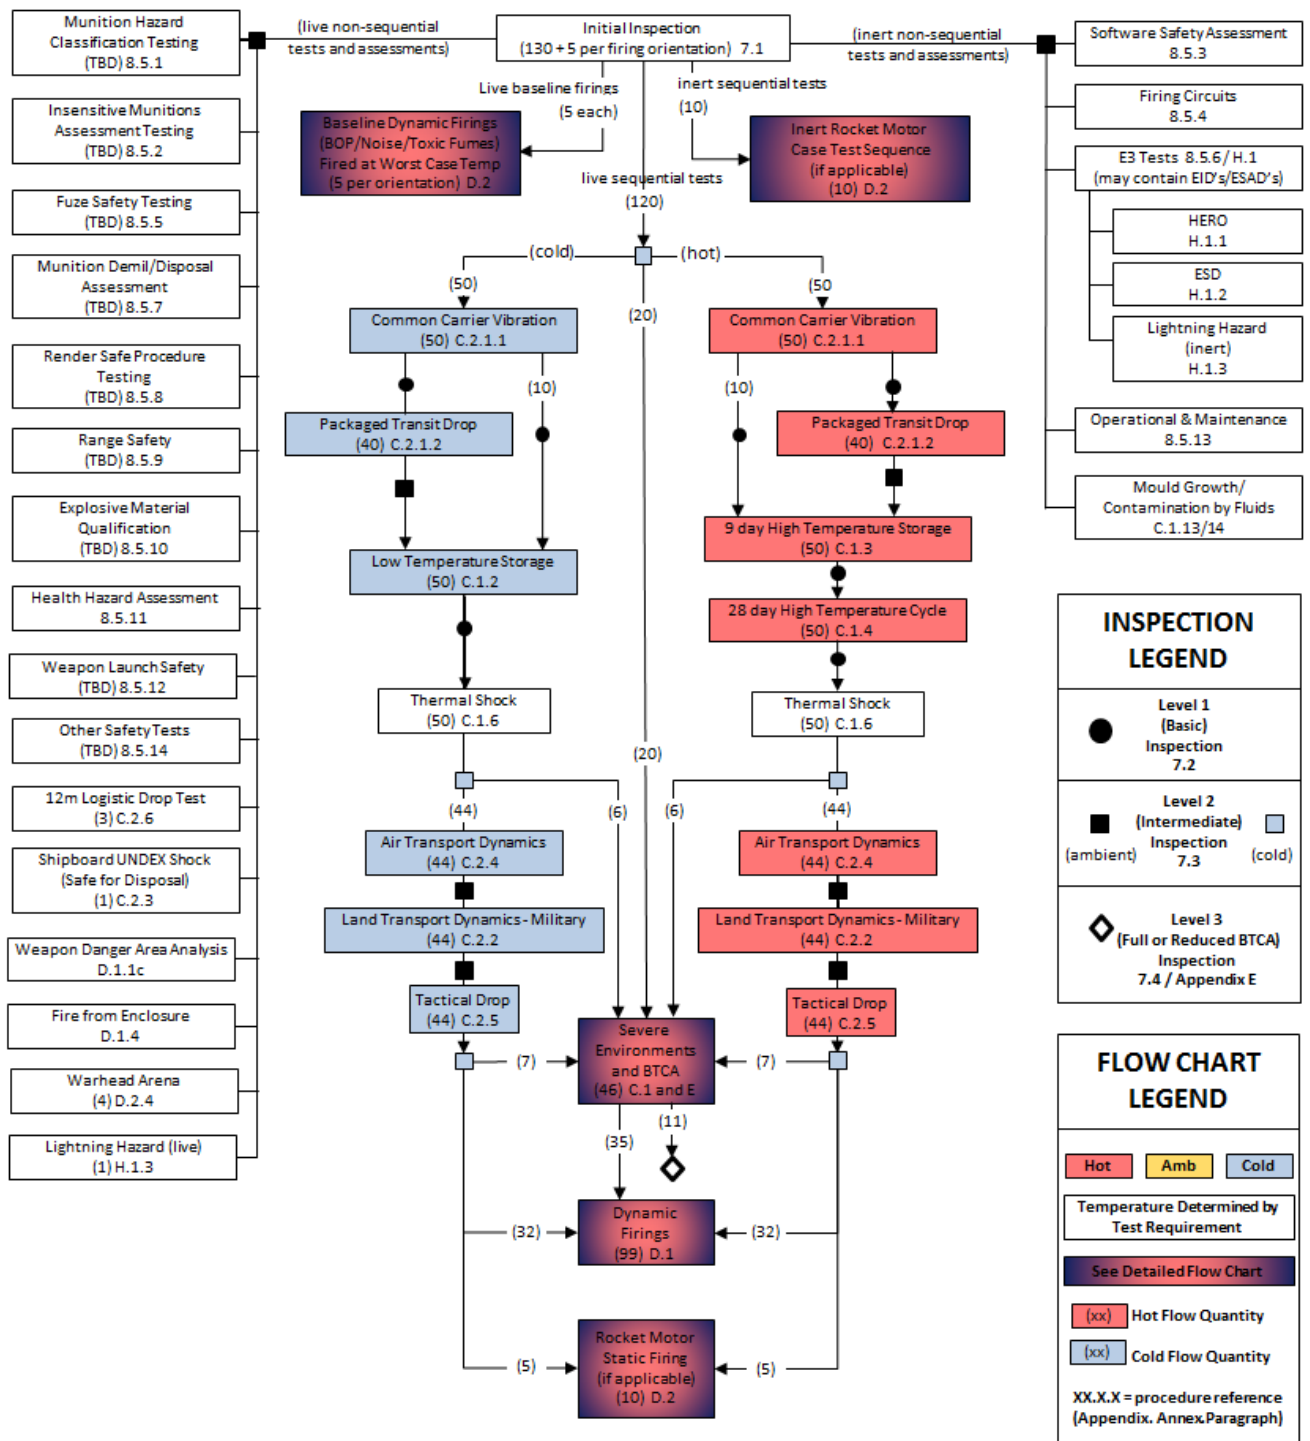 Munition Hazard
Classification Testing
(TBD) 8.5.1
Insensitive Munitions
Assessment Testing
(TBD) 8.5.2
Fuze Safety Testing
(TBD) 8.5.5
Munition Demil/Disposal
Assessment
(TBD) 8.5.7
Render Safe Procedure
Testing
(TBD) 8.5.8
Range Safety
(TBD) 8.5.9
Explosive Material
Qualification
(TBD) 8.5.10
Health Hazard Assessment
8.5.11
Weapon Launch Safety
(TBD) 8.5.12
Other Safety Tests
(TBD) 8.5.14
12m Logistic Drop Test
(3) C.2.6
Shipboard UNDEX Shock
(Safe for Disposal)
(1) C.2.3
Weapon Danger Area Analysis
D.1.1c
Fire from Enclosure
D.1.4
Warhead Arena
(4) D.2.4
Lightning Hazard (live)
(1) H.1.3
(live non-sequential
tests and assessments)
Initial Inspection
(130 + 5 per firing orientation) 7.1
(inert non-sequential
tests and assessments)
Live baseline firings
(5 each)
inert sequential tests
(10)
Baseline Dynamic Firings
(BOP/Noise/Toxic Fumes)
Fired at Worst Case Temp
(5 per orientation) D.2
Inert Rocket Motor
Case Test Sequence
(if applicable)
(10) D.2
live sequential tests
(120)
(cold)
(hot)
(50)
(20)
(50
Common Carrier Vibration
(50) C.2.1.1
Common Carrier Vibration
(50) C.2.1.1
(10)
(10)
Packaged Transit Drop
(40) C.2.1.2
Packaged Transit Drop
(40) C.2.1.2
Low Temperature Storage
(50) C.1.2
9 day High Temperature Storage
(50) C.1.3
28 day High Temperature Cycle
(50) C.1.4
Thermal Shock
(50) C.1.6
Thermal Shock
(50) C.1.6
(20)
(44)
(6)
(6)
(44)
Air Transport Dynamics
(44) C.2.4
Air Transport Dynamics
(44) C.2.4
Land Transport Dynamics - Military
(44) C.2.2
Land Transport Dynamics - Military
(44) C.2.2
Tactical Drop
(44) C.2.5
Tactical Drop
(44) C.2.5
Severe
Environments
and BTCA
(46) C.1 and E
(7)
(7)
(35)
(11)
Dynamic
Firings
(99) D.1
(32)
(32)
Rocket Motor
Static Firing
(if applicable)
(10) D.2
(5)
(5)
Software Safety Assessment
8.5.3
Firing Circuits
8.5.4
E3 Tests 8.5.6/ H.1
(may contain EID's/ESAD's)
HERO
H.1.1
ESD
H.1.2
Lightning Hazard
(inert)
H.1.3
Operational & Maintenance
8.5.13
Mould Growth/
Contamination by Fluids
C.1.13/14
INSPECTION
LEGEND
Level 1
(Basic)
Inspection
7.2
Level 2
(Intermediate)
Inspection
7.3
(ambient)
(cold)
Level 3
(Full or Reduced BTCA)
Inspection
7.4 / Appendix E
FLOW CHART
LEGEND
Hot
Amb
Cold
Temperature Determined by
Test Requirement
See Detailed Flow Chart
(xx) Hot Flow Quantity
(xx) Cold Flow Quantity
XX.X.X = procedure reference
(Appendix. Annex.Paragraph)